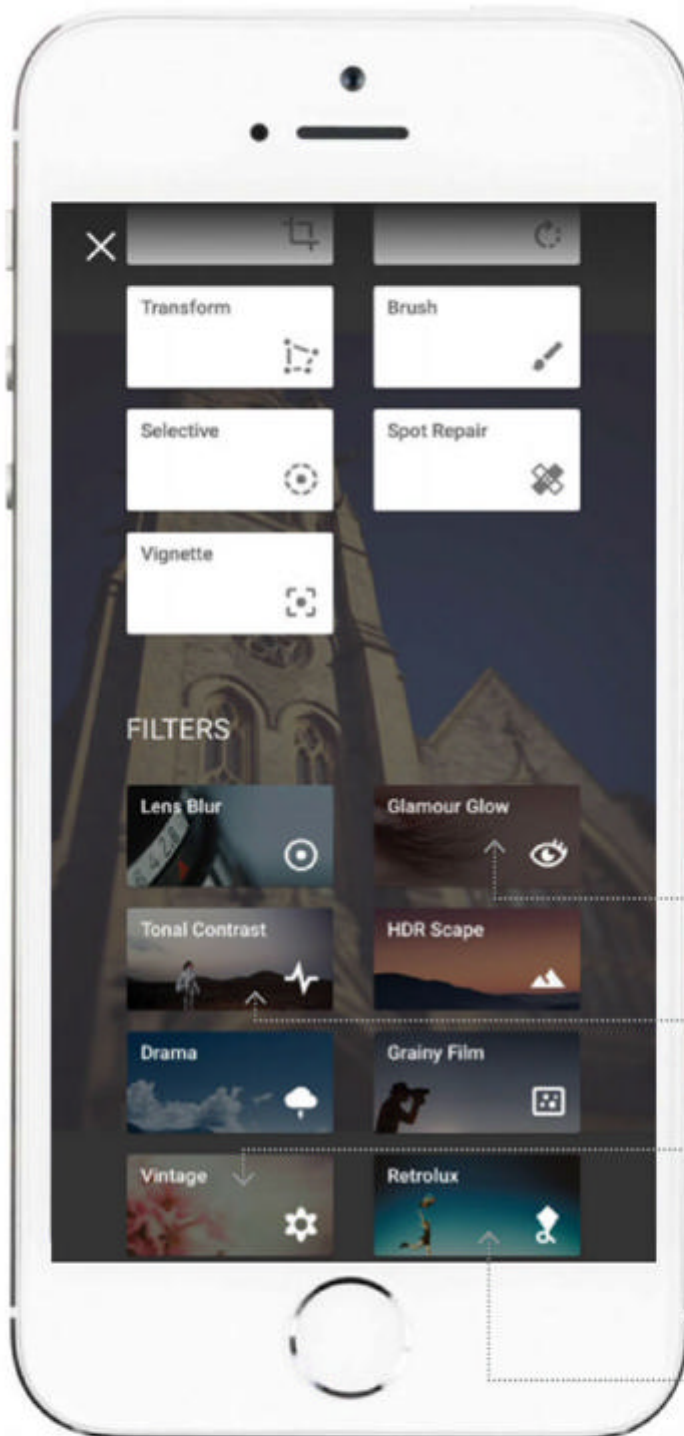 Transform
Brush
Selective
Spot Repair
Vignette
FILTERS
Lens Blur
Glamour Glow
Tonal Contrast
HDR Scape
Drama
Grainy Film
Vintage
Retrolux